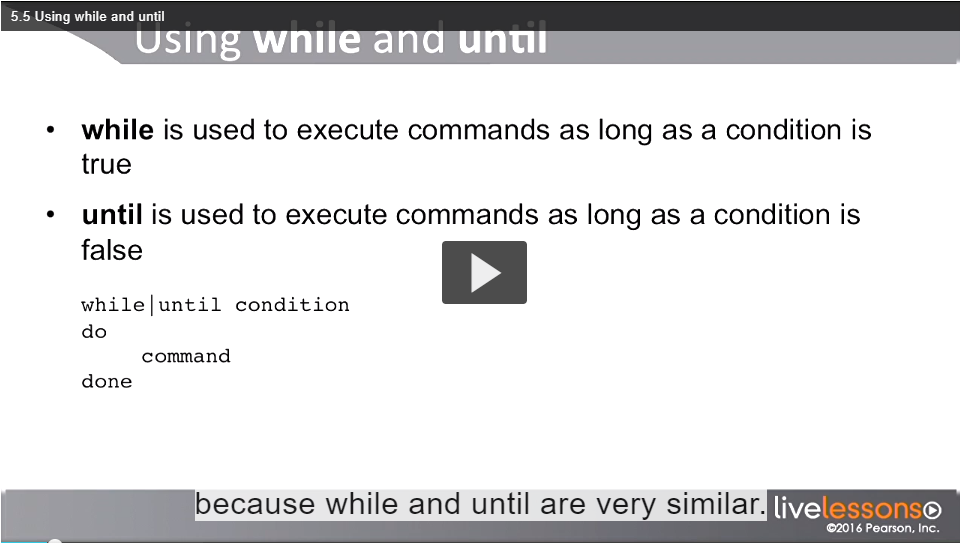 5.5 Using while and until
Using while and until
• while is used to execute commands as long as a condition is
true
• until is used to execute commands as long as a condition is
false
while|until condition
do
command
done
because while and until are very similar.
livelessons
©2016 Pearson, Inc.